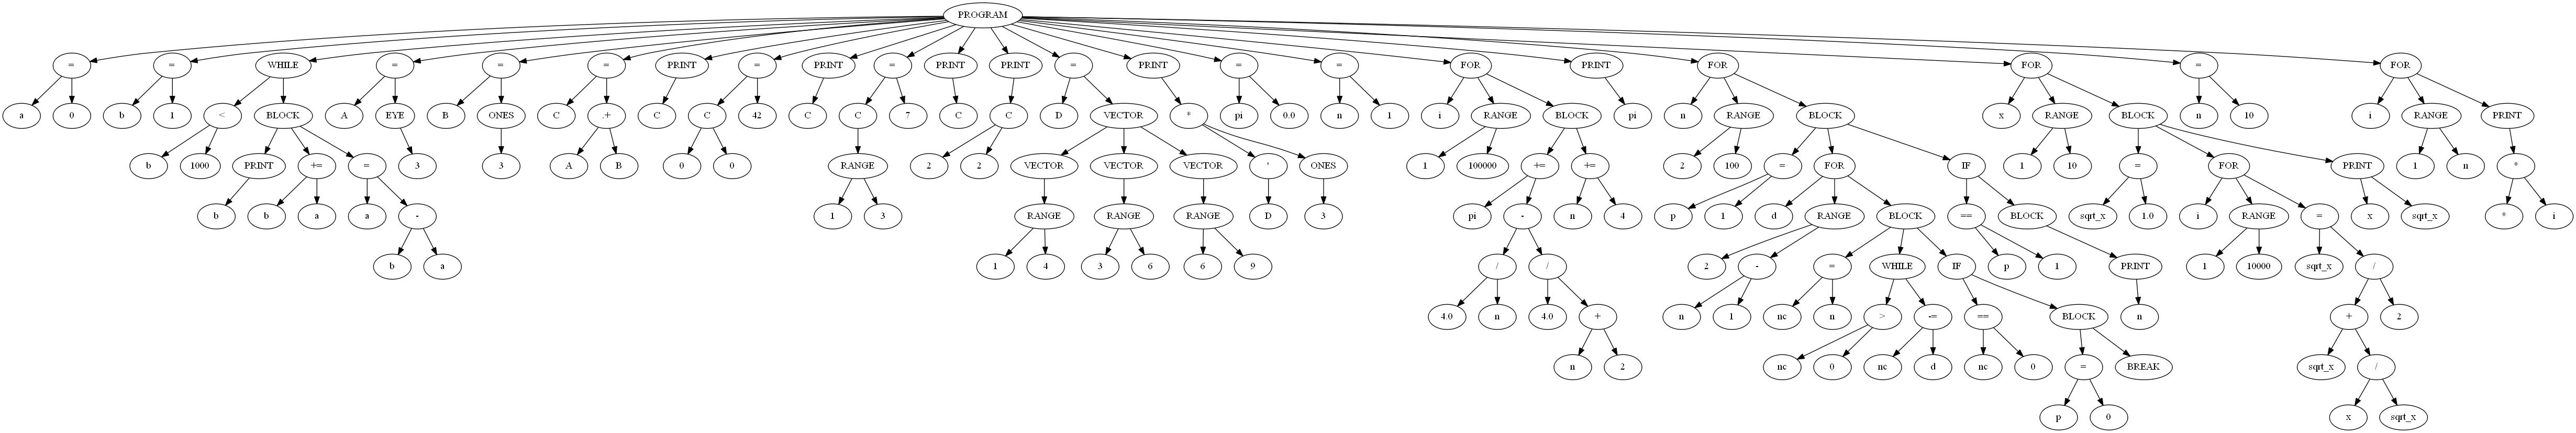 PROGRAM
= = WHILE = = = PRINT = PRINT = PRINT PRINT = PRINT = = FOR PRINT FOR FOR = FOR
a 0 b 1 < BLOCK A EYE B ONES C .+ C C 42 C C 7 C C D VECTOR * pi 0.0 n 1 i RANGE BLOCK pi n RANGE BLOCK x RANGE BLOCK n 10 i RANGE PRINT
b 1000 PRINT += = 3 3 A B 0 0 RANGE 2 2 VECTOR VECTOR VECTOR ' ONES 1 100000 += += 2 100 = FOR IF 1 10 = FOR PRINT 1 n *
b b a a - 1 3 RANGE RANGE RANGE D 3 pi - n 4 p 1 d RANGE BLOCK == BLOCK sqrt_x 1.0 i RANGE = x sqrt_x * i
b a 1 4 3 6 6 9 / / 2 - = WHILE IF p 1 PRINT 1 10000 sqrt_x /
4.0 n 4.0 + n 1 nc n > -= == BLOCK n + 2
n 2 nc 0 nc d nc 0 = BREAK sqrt_x /
p 0 x sqrt_x